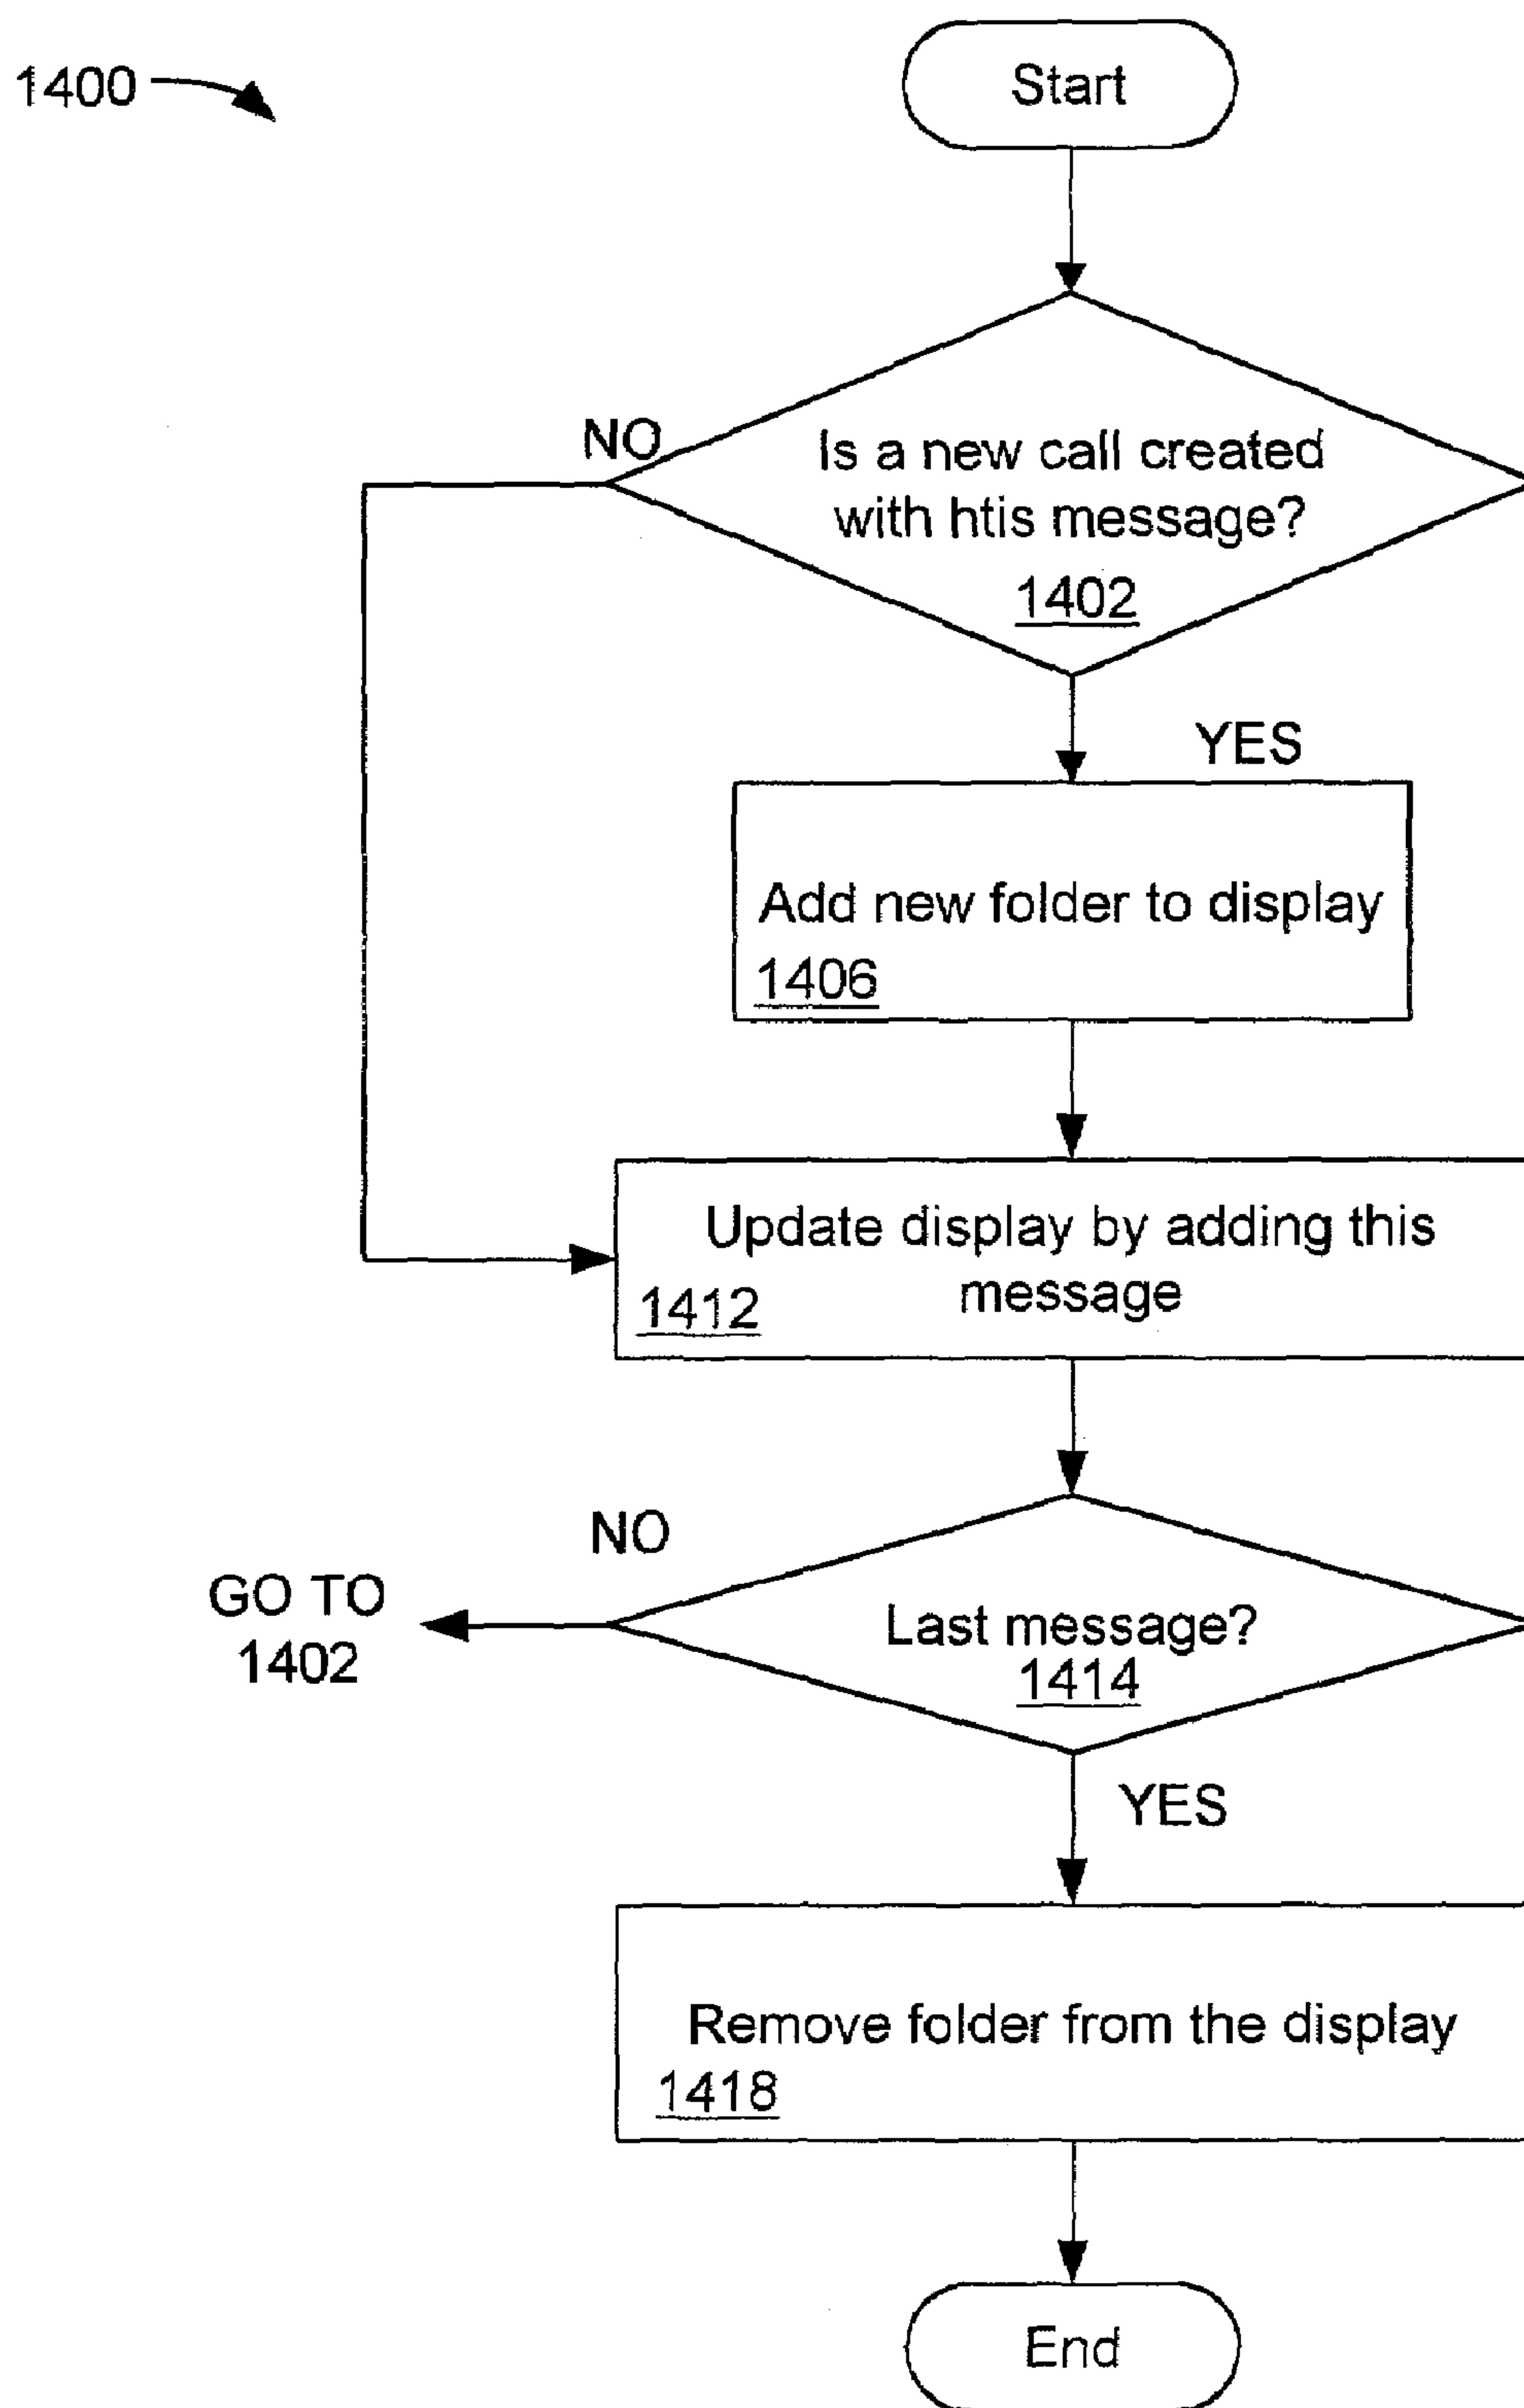 1400
Start
NO
Is a new call created
with htis message?
1402
YES
Add new folder to display
1406
Update display by adding this
message
1412
NO
GO TO
1402
Last message?
1414
YES
Remove folder from the display
1418
End